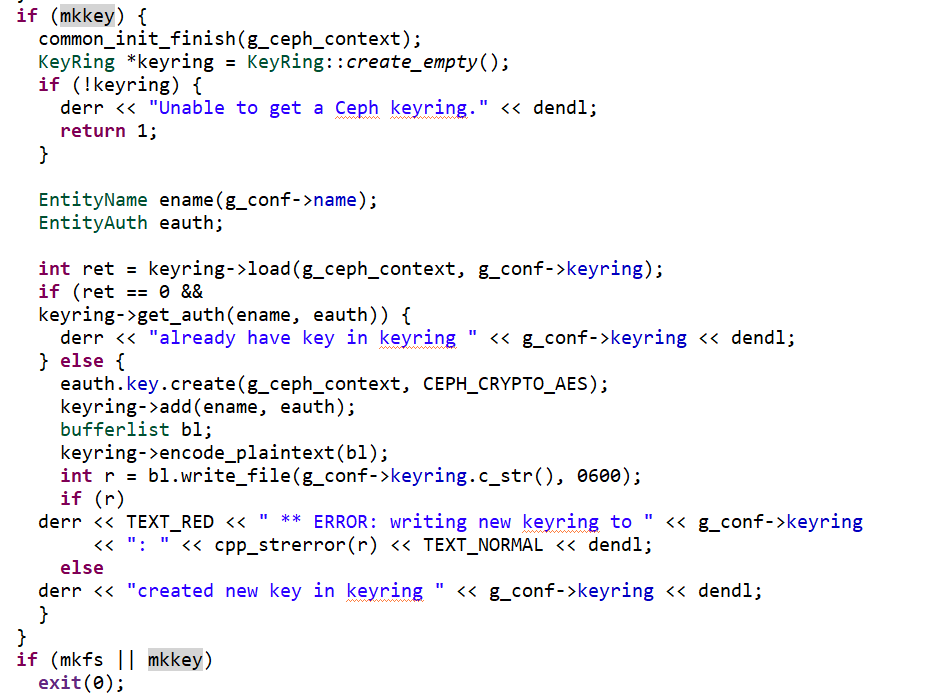 if (mkkey) {
  common_init_finish(g_ceph_context);
  KeyRing *keyring = KeyRing::create_empty();
  if (!keyring) {
    derr << "Unable to get a Ceph keyring." << dendl;
    return 1;
  }

  EntityName ename(g_conf->name);
  EntityAuth eauth;

  int ret = keyring->load(g_ceph_context, g_conf->keyring);
  if (ret == 0 &&
  keyring->get_auth(ename, eauth)) {
    derr << "already have key in keyring " << g_conf->keyring << dendl;
  } else {
    eauth.key.create(g_ceph_context, CEPH_CRYPTO_AES);
    keyring->add(ename, eauth);
    bufferlist bl;
    keyring->encode_plaintext(bl);
    int r = bl.write_file(g_conf->keyring.c_str(), 0600);
    if (r)
  derr << TEXT_RED << " ** ERROR: writing new keyring to " << g_conf->keyring
       << ": " << cpp_strerror(r) << TEXT_NORMAL << dendl;
    else
  derr << "created new key in keyring " << g_conf->keyring << dendl;
  }
}
if (mkfs || mkkey)
  exit(0);